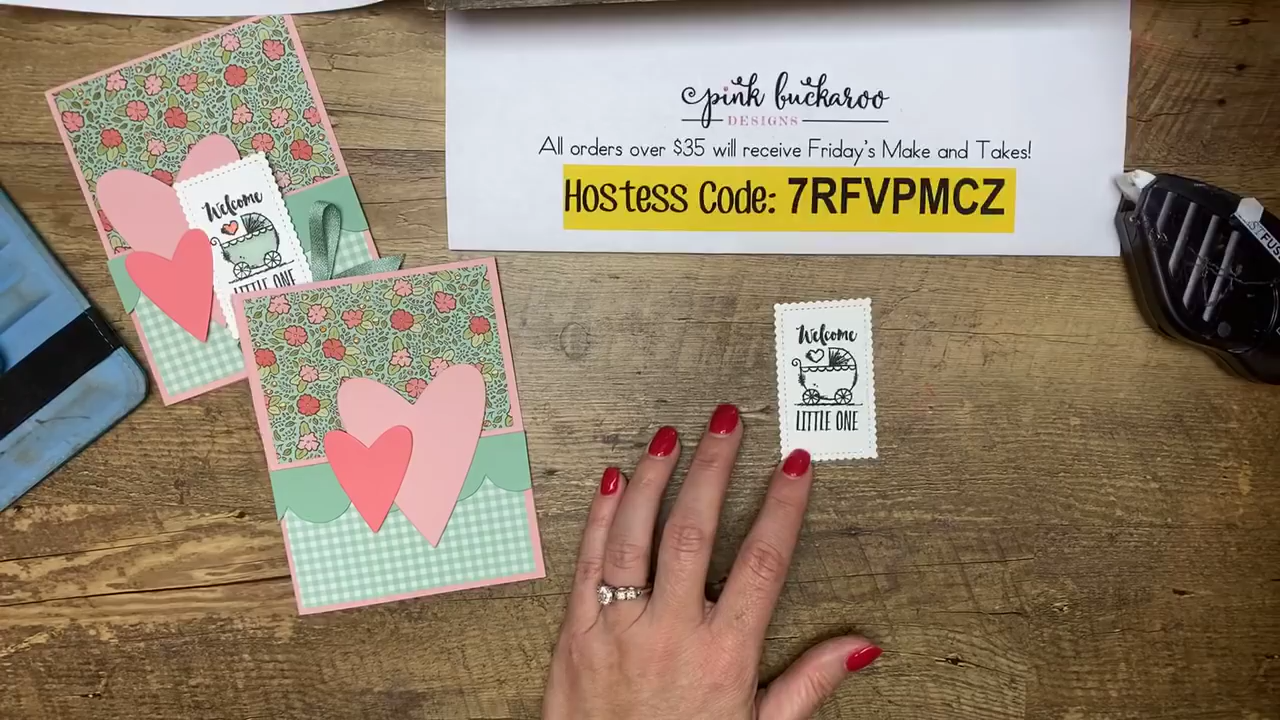 pink buckaroo
DESIGNS
All orders over $35 will receive Friday's Make and Takes!
Hostess Code: 7RFVPMCZ
Welcome
LITTLE ONE
Welcome
LITTLE ONE